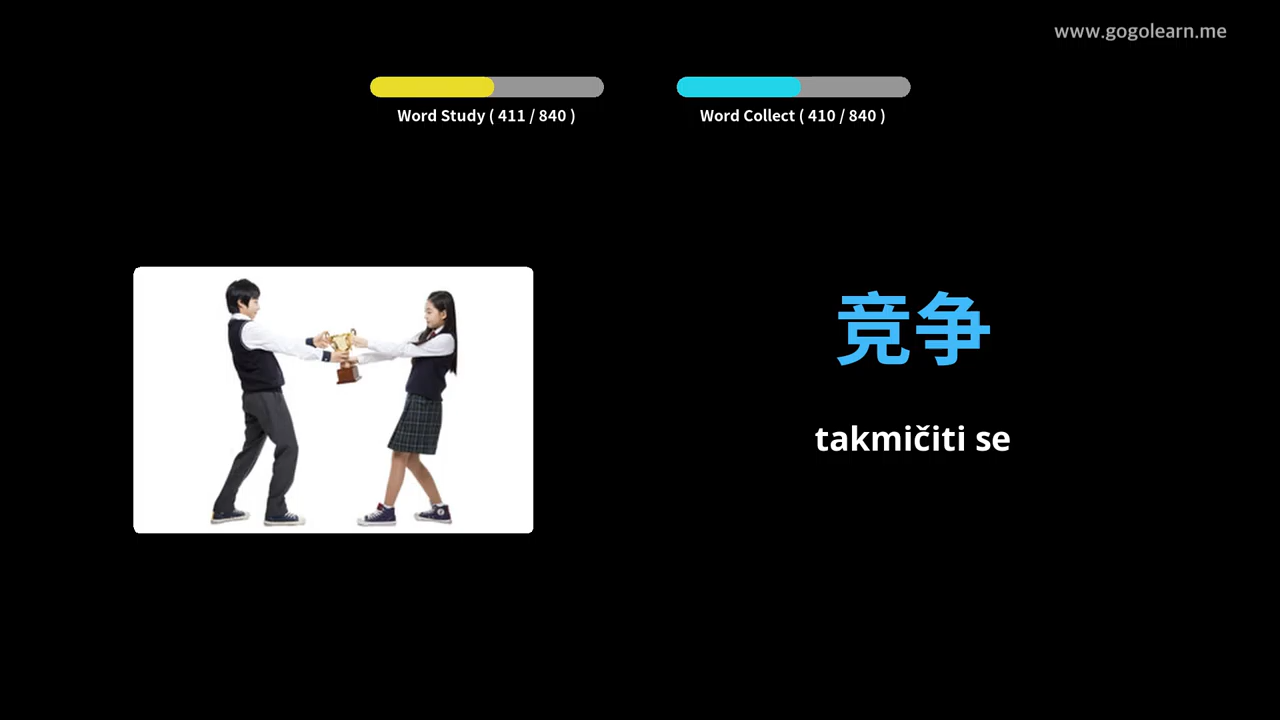 www.gogolearn.me
Word Study ( 411 / 840 )
Word Collect ( 410 / 840 )
竞争
takmičiti se